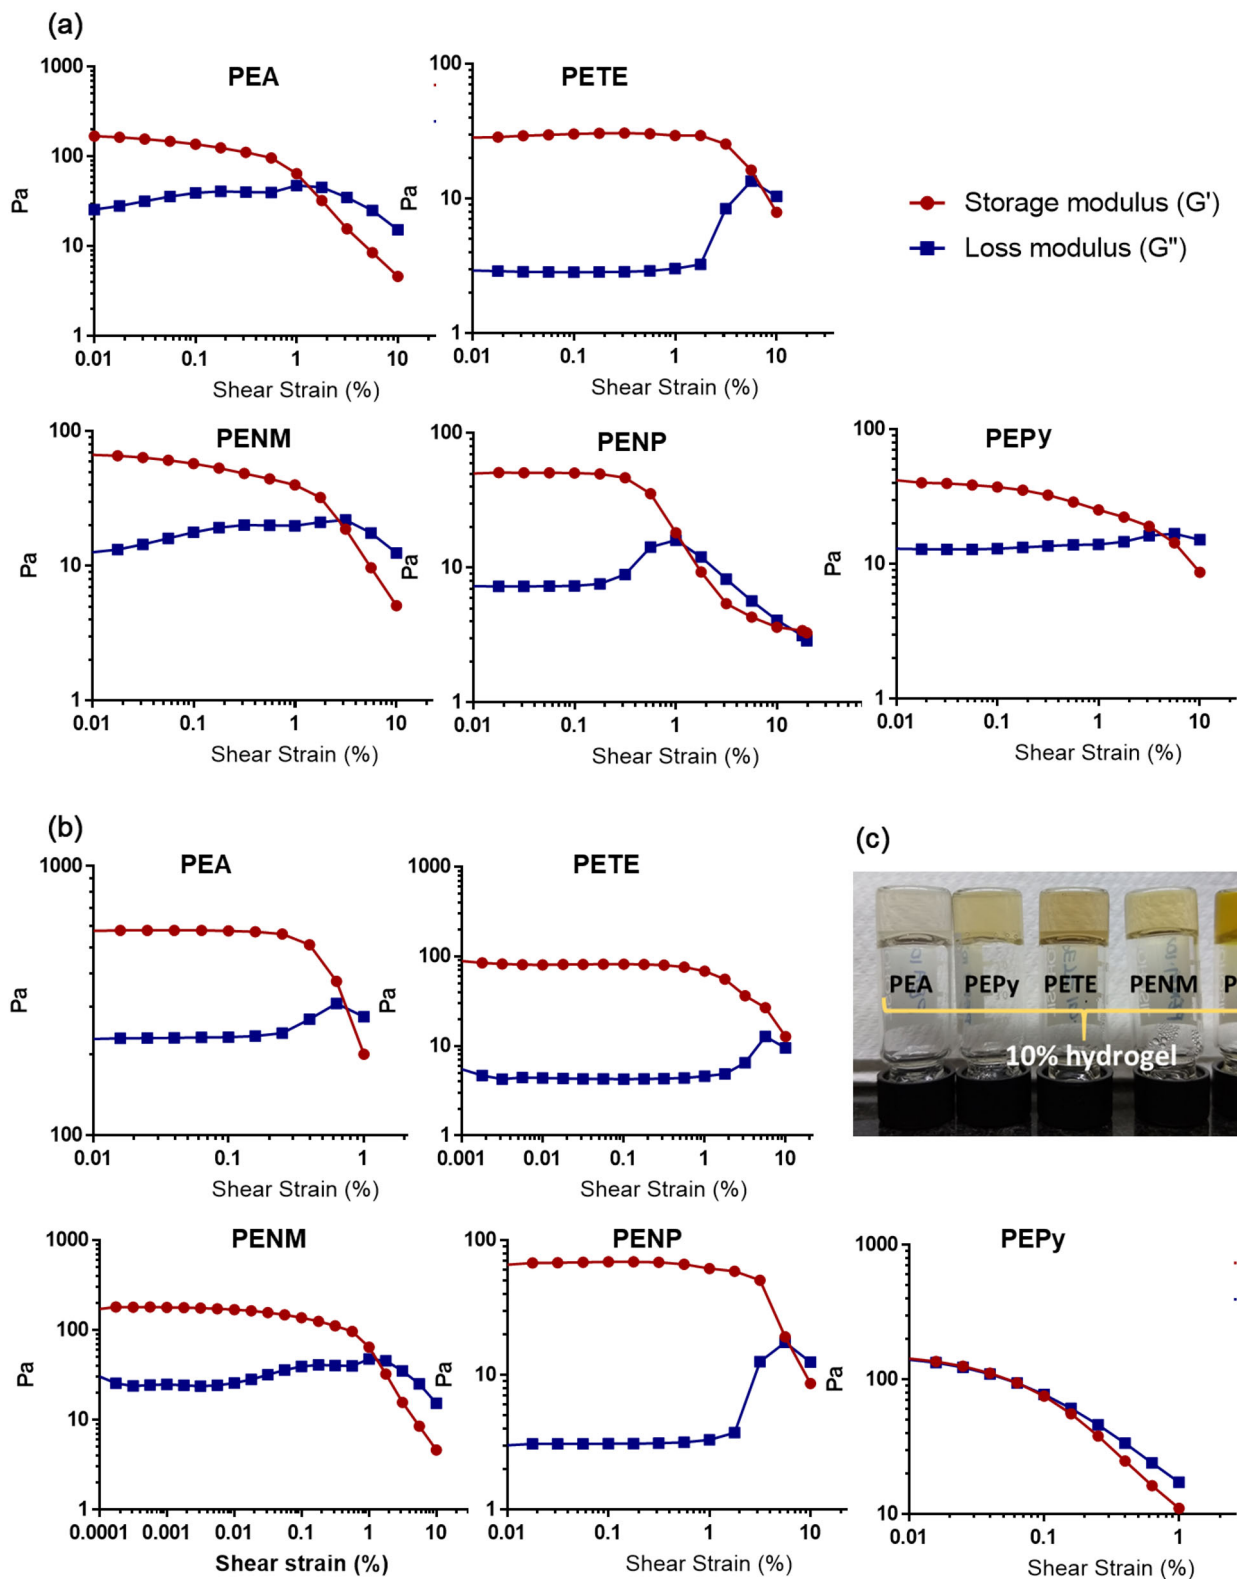 (a)
PEA
1000
100
10
1
Pa
0.01 0.1 1 10
Shear Strain (%)
PETE
100
10
1
Pa
0.01 0.1 1 10
Shear Strain (%)
Storage modulus (G')
Loss modulus (G")
PENM
100
10
1
Pa
0.01 0.1 1 10
Shear Strain (%)
PENP
100
10
1
Pa
0.01 0.1 1 10
Shear Strain (%)
PEPy
100
10
1
Pa
0.01 0.1 1 10
Shear Strain (%)
(b)
PEA
1000
100
Pa
0.01 0.1 1
Shear Strain (%)
PETE
1000
100
10
1
Pa
0.001 0.01 0.1 1 10
Shear Strain (%)
(c)
PEA PEPy PETE PENM P
10% hydrogel
PENM
1000
100
10
1
Pa
0.0001 0.001 0.01 0.1 1 10
Shear strain (%)
PENP
100
10
1
Pa
0.01 0.1 1 10
Shear Strain (%)
PEPy
1000
100
10
Pa
0.01 0.1 1
Shear Strain (%)